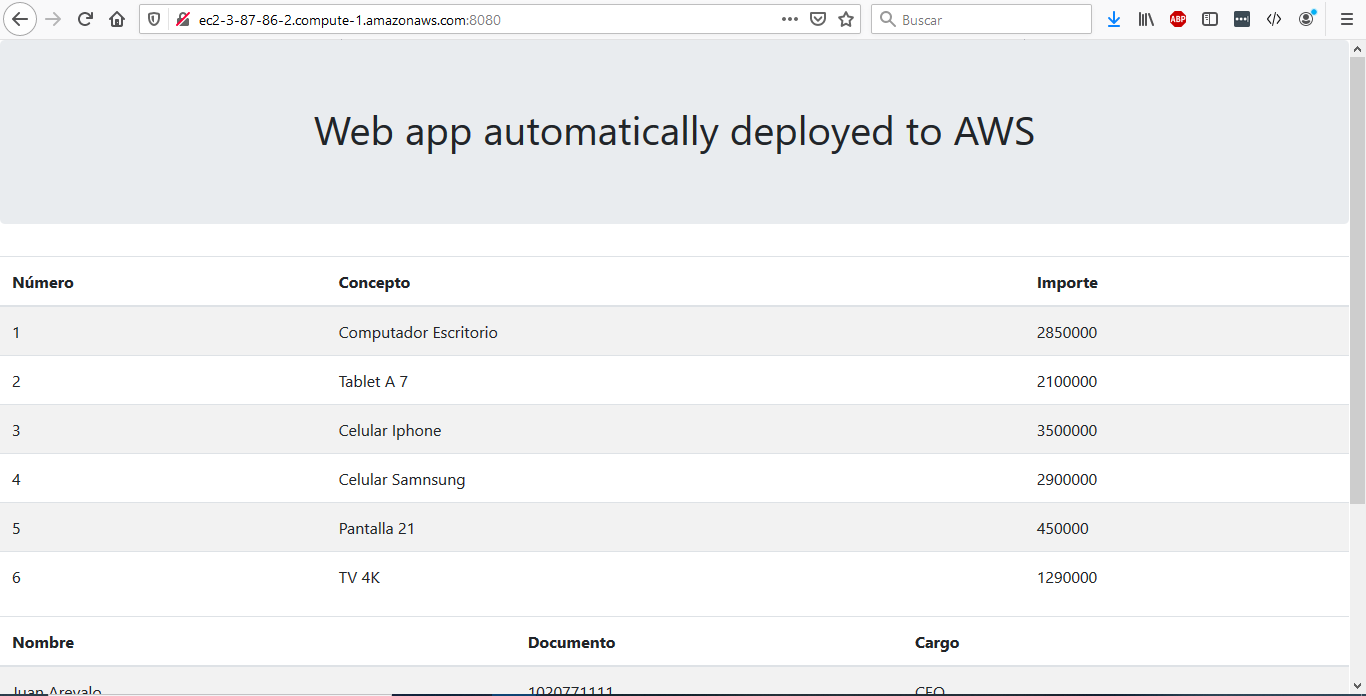 ec2-3-87-86-2.compute-1.amazonaws.com:8080
Buscar
ABP
Web app automatically deployed to AWS
Número Concepto Importe
1 Computador Escritorio 2850000
2 Tablet A 7 2100000
3 Celular Iphone 3500000
4 Celular Samnsung 2900000
5 Pantalla 21 450000
6 TV 4K 1290000
Nombre Documento Cargo
Juan Arevalo 1020771111 CEO